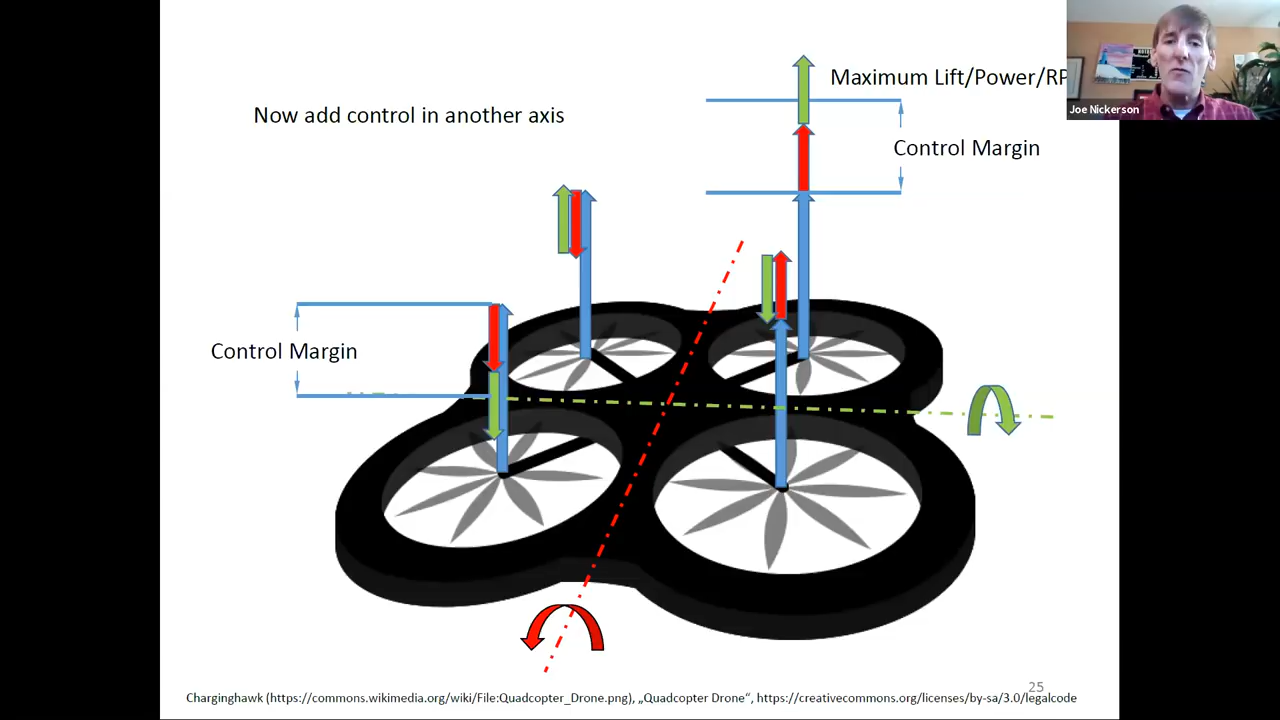 Maximum Lift/Power/RP
Joe Nickerson
Now add control in another axis
Control Margin
Control Margin
25
Charginghawk (https://commons.wikimedia.org/wiki/File:Quadcopter_Drone.png), „Quadcopter Drone“, https://creativecommons.org/licenses/by-sa/3.0/legalcode